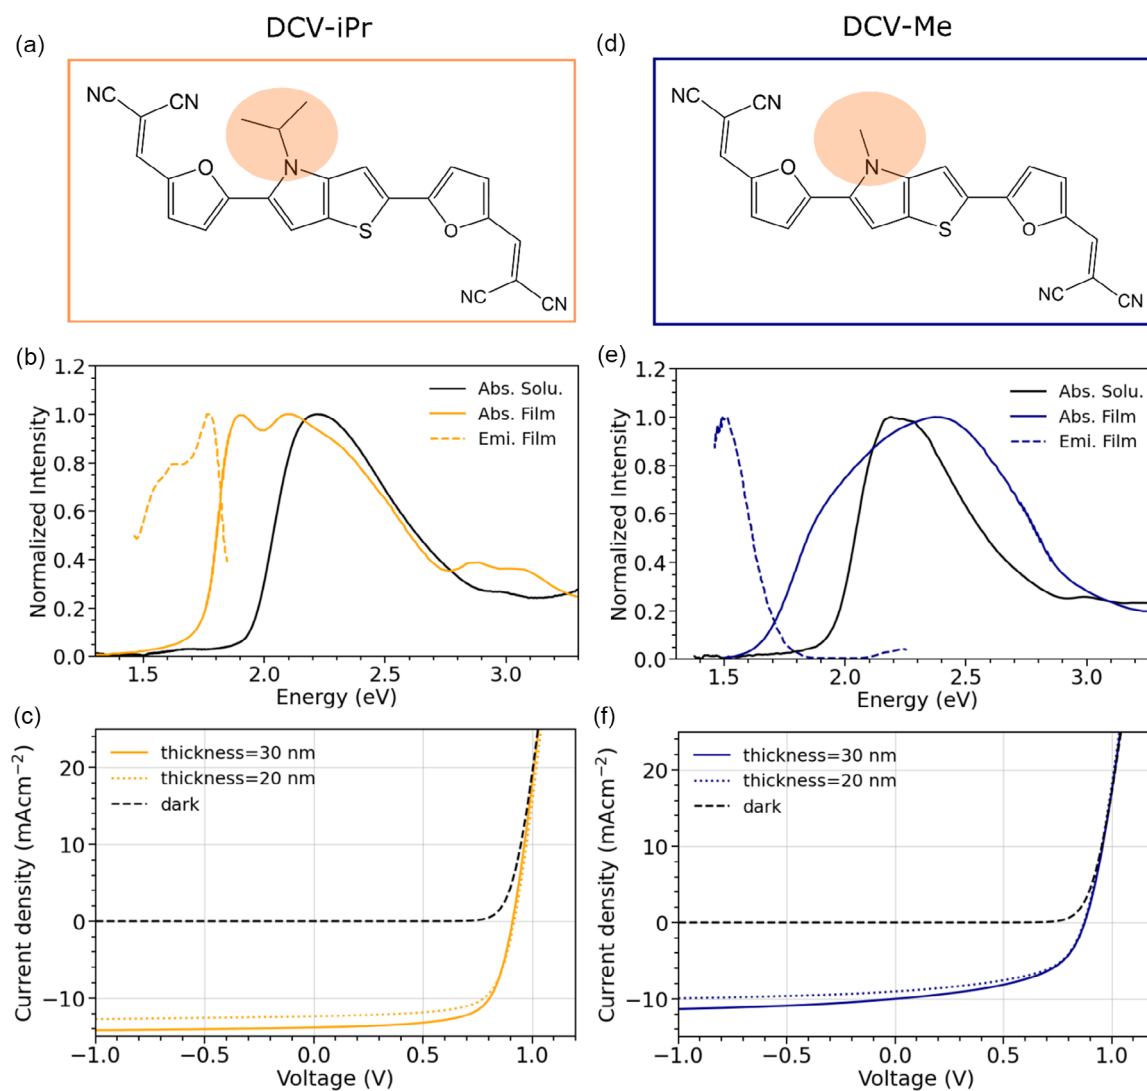 DCV-iPr
DCV-Me
(a)
(d)
NC
CN
O
N
S
O
NC
CN
NC
CN
O
N
S
O
NC
CN
(b)
(e)
1.2
1.0
0.8
0.6
0.4
0.2
0.0
Normalized Intensity
Abs. Solu.
Abs. Film
Emi. Film
1.5
2.0
2.5
3.0
Energy (eV)
1.2
1.0
0.8
0.6
0.4
0.2
0.0
Normalized Intensity
Abs. Solu.
Abs. Film
Emi. Film
1.5
2.0
2.5
3.0
Energy (eV)
(c)
(f)
20
10
0
−10
Current density (mAcm−2)
thickness=30 nm
thickness=20 nm
dark
−1.0
−0.5
0.0
0.5
1.0
Voltage (V)
20
10
0
−10
Current density (mAcm−2)
thickness=30 nm
thickness=20 nm
dark
−1.0
−0.5
0.0
0.5
1.0
Voltage (V)